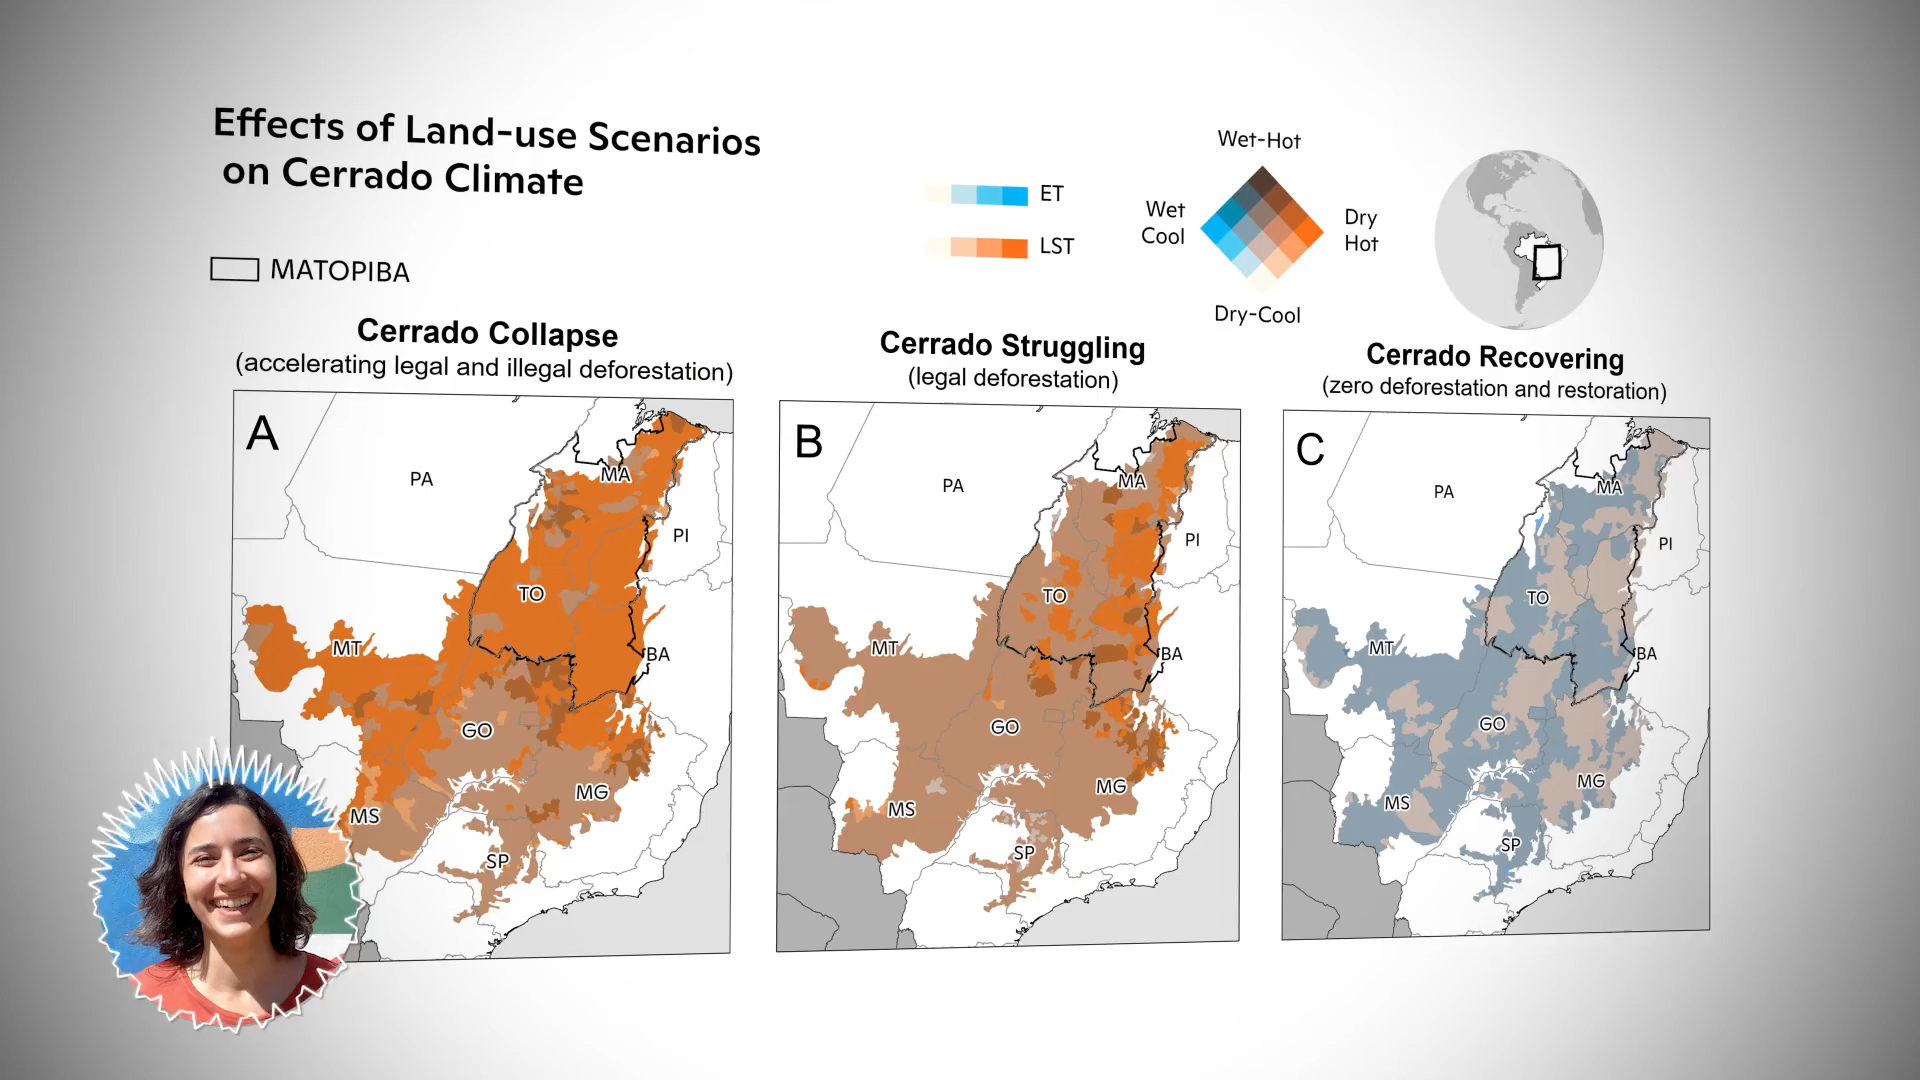 Effects of Land-use Scenarios
on Cerrado Climate
MATOPIBA
ET
LST
Wet-Hot
Wet
Cool
Dry
Hot
Dry-Cool
Cerrado Collapse
(accelerating legal and illegal deforestation)
A
PA
MA
PI
TO
MT
BA
GO
MG
MS
SP
Cerrado Struggling
(legal deforestation)
B
PA
MA
PI
TO
MT
BA
GO
MG
MS
SP
Cerrado Recovering
(zero deforestation and restoration)
C
PA
MA
PI
TO
MT
BA
GO
MG
MS
SP